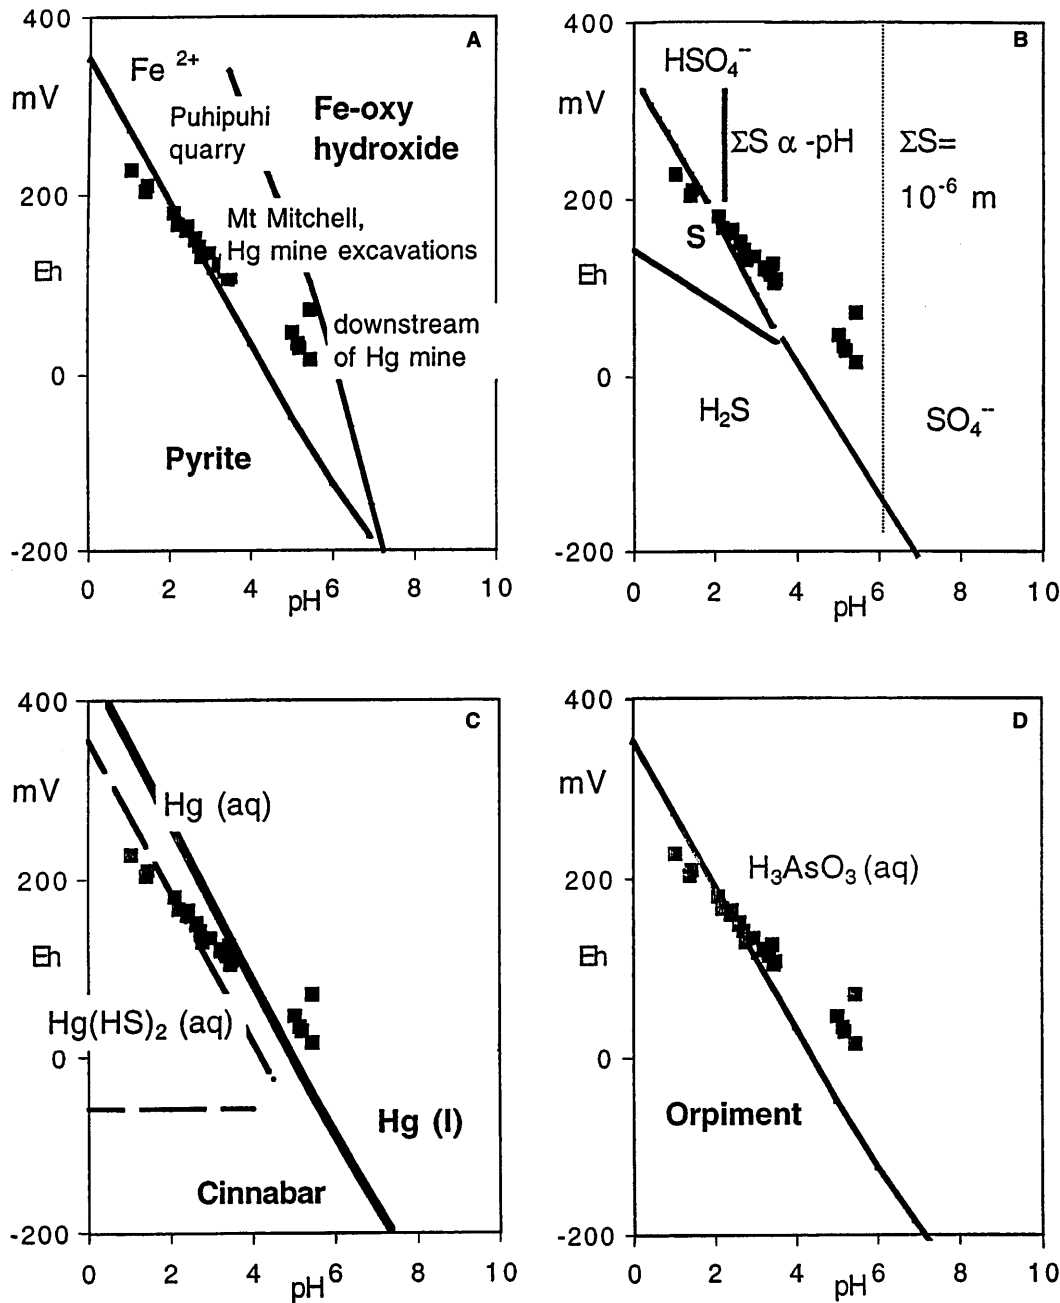 400
A
Fe 2+
mV
Puhipuhi
quarry
Fe-oxy
hydroxide
200
Mt Mitchell,
Hg mine excavations
Eh
downstream
of Hg mine
0
Pyrite
-200
0 2 4 6 8 10
pH
400
B
HSO4--
mV
ΣS α -pH
ΣS=
10-6 m
200
S
Eh
0
H2S
SO4--
-200
0 2 4 6 8 10
pH
400
C
mV
Hg (aq)
200
Eh
Hg(HS)2 (aq)
0
Hg (l)
Cinnabar
-200
0 2 4 6 8 10
pH
400
D
mV
H3AsO3 (aq)
200
Eh
0
Orpiment
-200
0 2 4 6 8 10
pH